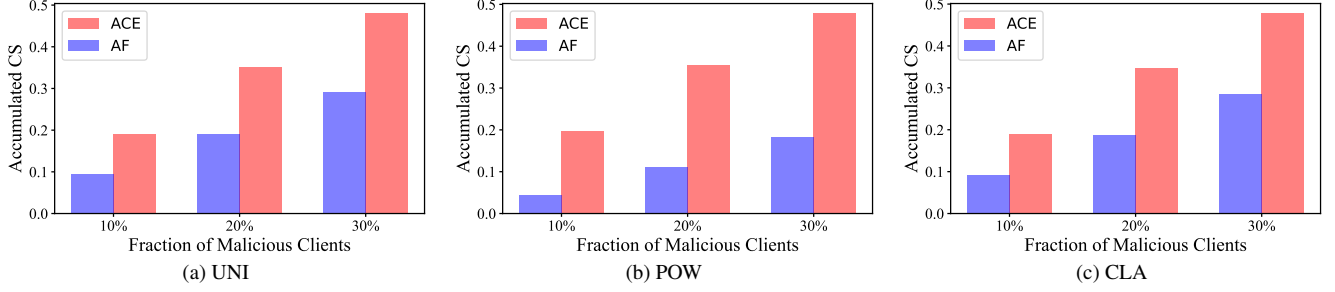 Accumulated CS
0.5
0.4
0.3
0.2
0.1
0.0
ACE
AF
10%
20%
30%
Fraction of Malicious Clients
(a) UNI
Accumulated CS
0.5
0.4
0.3
0.2
0.1
0.0
ACE
AF
10%
20%
30%
Fraction of Malicious Clients
(b) POW
Accumulated CS
0.5
0.4
0.3
0.2
0.1
0.0
ACE
AF
10%
20%
30%
Fraction of Malicious Clients
(c) CLA